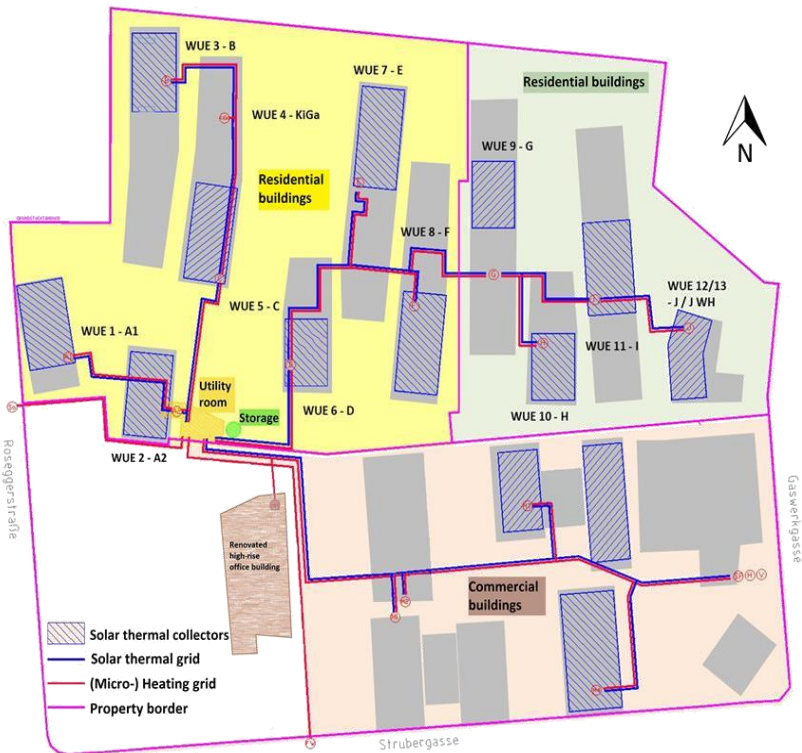 WUE 3 - B
WUE 7 - E
Residential buildings
WUE 4 - KiGa
WUE 9 - G
N
Residential
buildings
WUE 8 - F
WUE 12/13
- J / J WH
WUE 5 - C
WUE 1 - A1
WUE 11 - I
Utility
room
Storage
WUE 6 - D
WUE 10 - H
WUE 2 - A2
Roseggerstraße
Gaswerkgasse
Renovated
high-rise
office building
Commercial
buildings
Solar thermal collectors
Solar thermal grid
(Micro-) Heating grid
Property border
Strubergasse